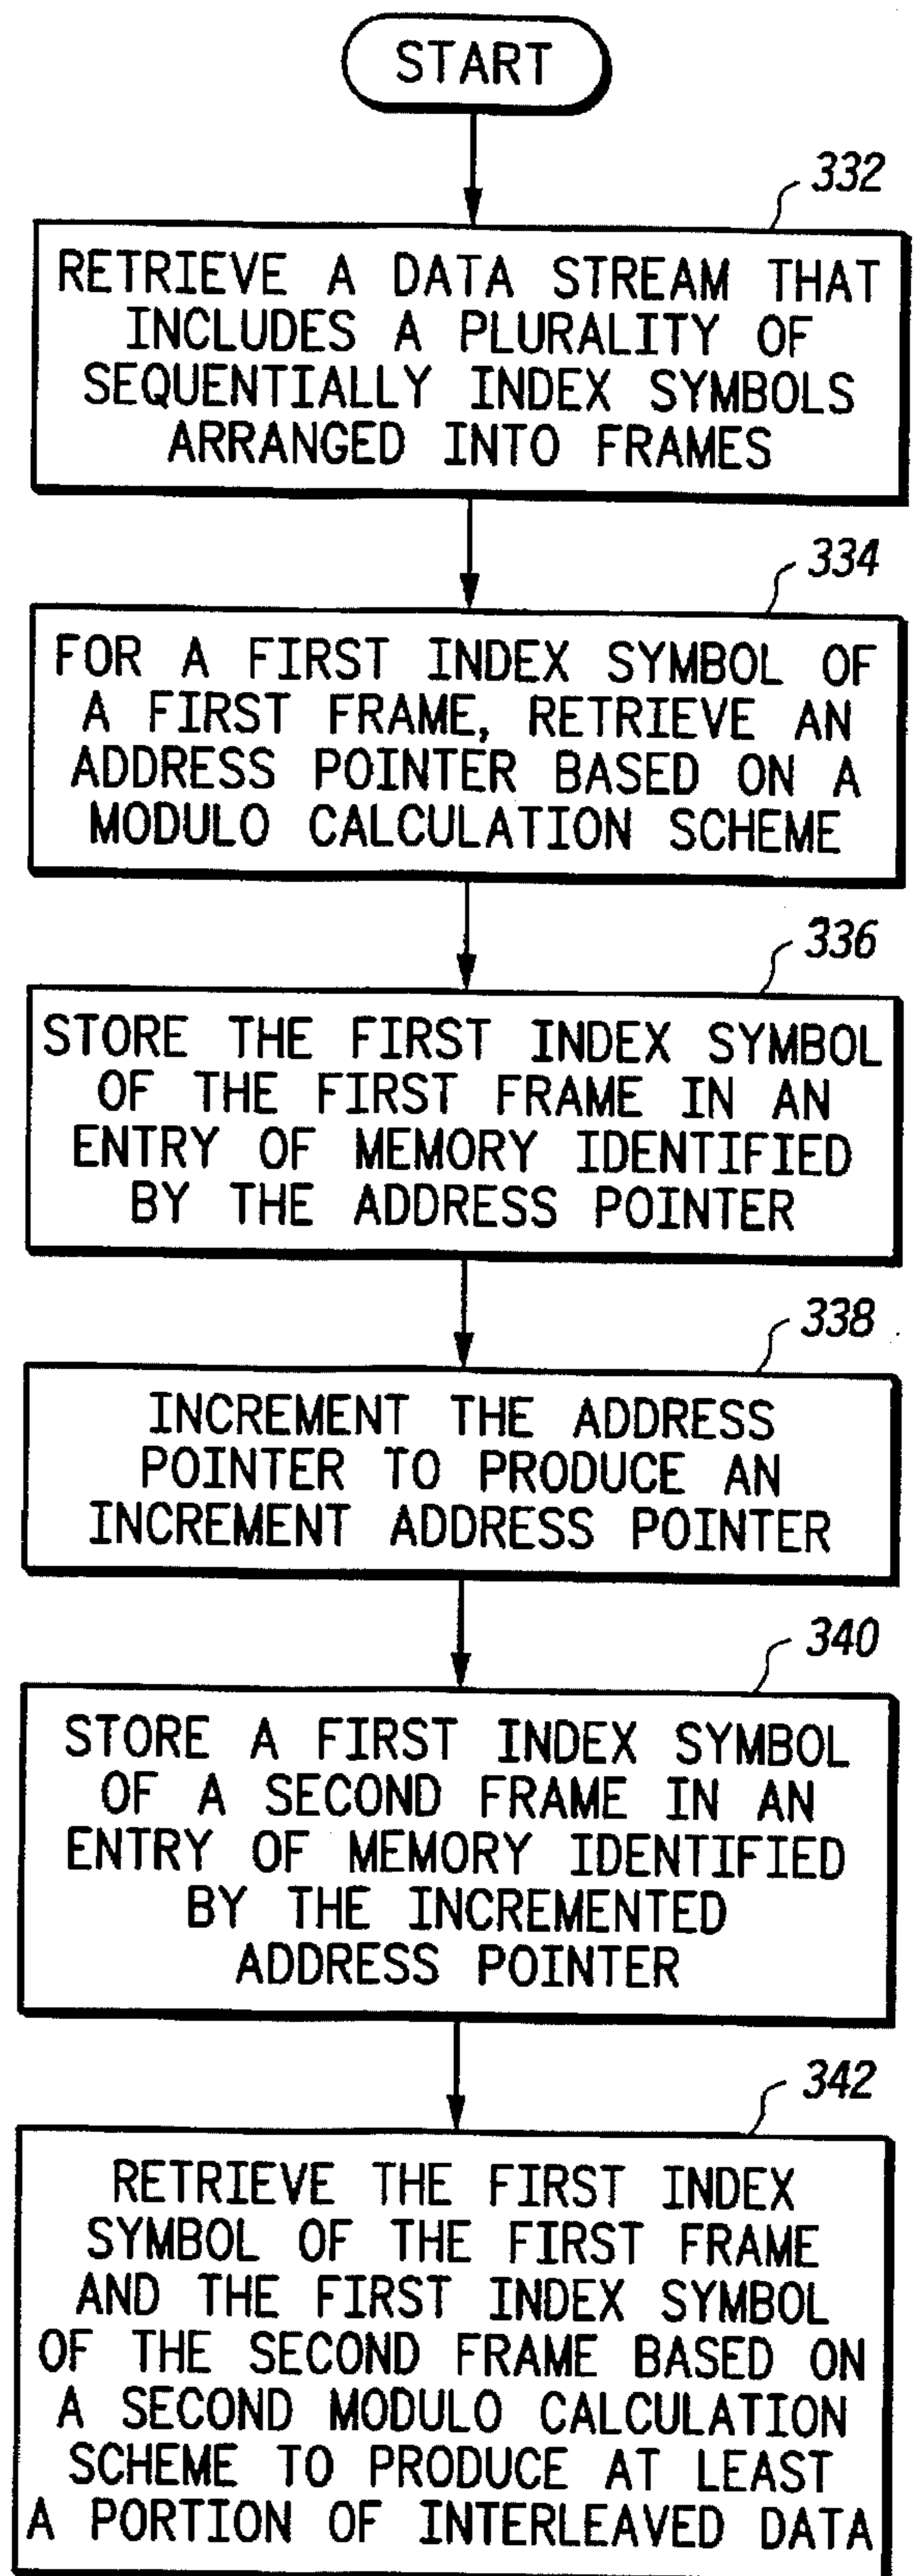 START
332
RETRIEVE A DATA STREAM THAT
INCLUDES A PLURALITY OF
SEQUENTIALLY INDEX SYMBOLS
ARRANGED INTO FRAMES
334
FOR A FIRST INDEX SYMBOL OF
A FIRST FRAME, RETRIEVE AN
ADDRESS POINTER BASED ON A
MODULO CALCULATION SCHEME
336
STORE THE FIRST INDEX SYMBOL
OF THE FIRST FRAME IN AN
ENTRY OF MEMORY IDENTIFIED
BY THE ADDRESS POINTER
338
INCREMENT THE ADDRESS
POINTER TO PRODUCE AN
INCREMENT ADDRESS POINTER
340
STORE A FIRST INDEX SYMBOL
OF A SECOND FRAME IN AN
ENTRY OF MEMORY IDENTIFIED
BY THE INCREMENTED
ADDRESS POINTER
342
RETRIEVE THE FIRST INDEX
SYMBOL OF THE FIRST FRAME
AND THE FIRST INDEX SYMBOL
OF THE SECOND FRAME BASED ON
A SECOND MODULO CALCULATION
SCHEME TO PRODUCE AT LEAST
A PORTION OF INTERLEAVED DATA